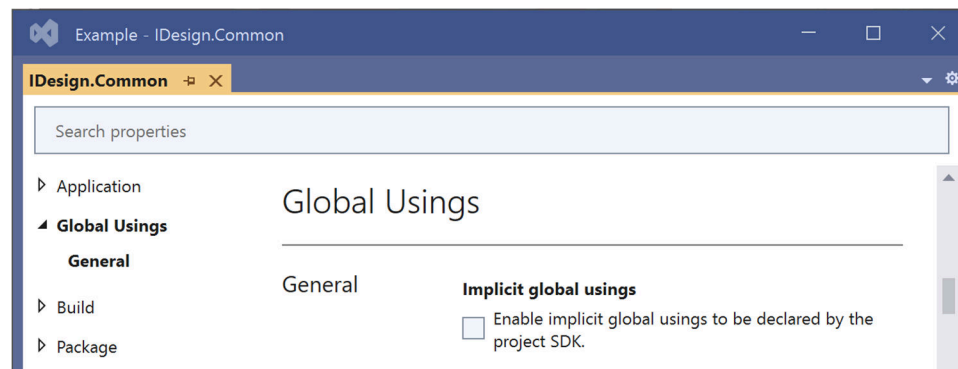 Example - IDesign.Common
IDesign.Common
Search properties
Application
Global Usings
General
Build
Package
Global Usings
General
Implicit global usings
Enable implicit global usings to be declared by the
project SDK.